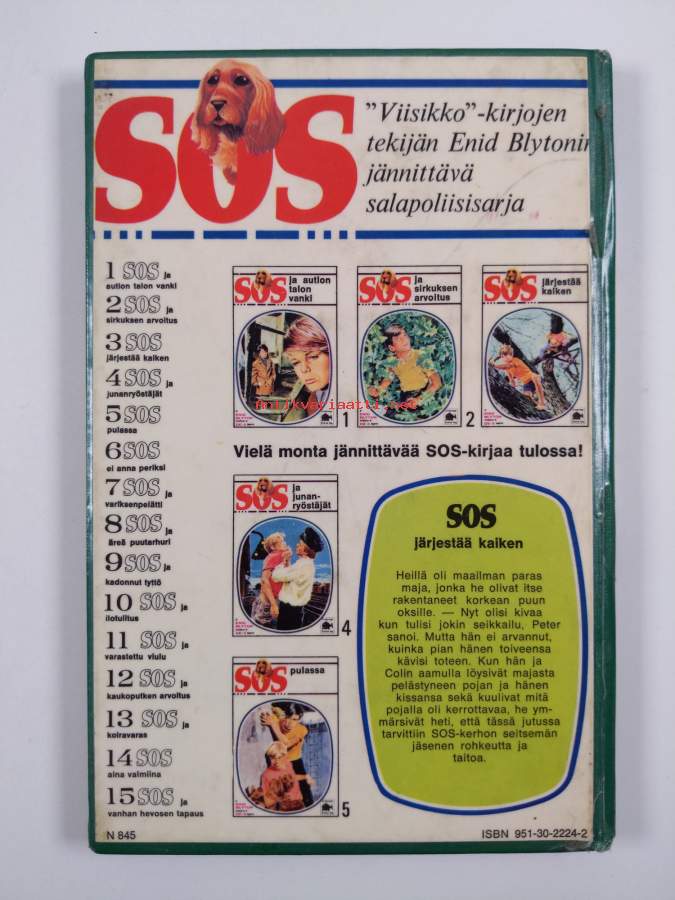 SOS
"Viisikko"-kirjojen
tekijän Enid Blytonin
jännittävä
salapoliisisarja
1 SOS ja
aution talon vanki
2 SOS ja
sirkuksen arvoitus
3 SOS
järjestää kaiken
4 SOS ja
junanryöstäjät
5 SOS
pulassa
6 SOS
ei anna periksi
7 SOS ja
variksenpelätti
8 SOS ja
äreä puutarhuri
9 SOS ja
kadonnut tyttö
10 SOS ja
ilotulitus
11 SOS ja
varastettu viulu
12 SOS ja
kaukoputken arvoitus
13 SOS ja
koiravaras
14 SOS
aina valmiina
15 SOS ja
vanhan hevosen tapaus
N 845
SOS ja aution
talon
vanki
1
SOS ja
sirkuksen
arvoitus
2
SOS järjestää
kaiken
antikvariaatti.net
Vielä monta jännittävää SOS-kirjaa tulossa!
SOS ja
junan-
ryöstäjät
4
SOS pulassa
5
SOS
järjestää kaiken
Heillä oli maailman paras
maja, jonka he olivat itse
rakentaneet korkean puun
oksille. — Nyt olisi kivaa
kun tulisi jokin seikkailu, Peter
sanoi. Mutta hän ei arvannut,
kuinka pian hänen toiveensa
kävisi toteen. Kun hän ja
Colin aamulla löysivät majasta
pelästyneen pojan ja hänen
kissansa sekä kuulivat mitä
pojalla oli kerrottavaa, he ym-
märsivät heti, että tässä jutussa
tarvittiin SOS-kerhon seitsemän
jäsenen rohkeutta ja
taitoa.
ISBN 951-30-2224-2